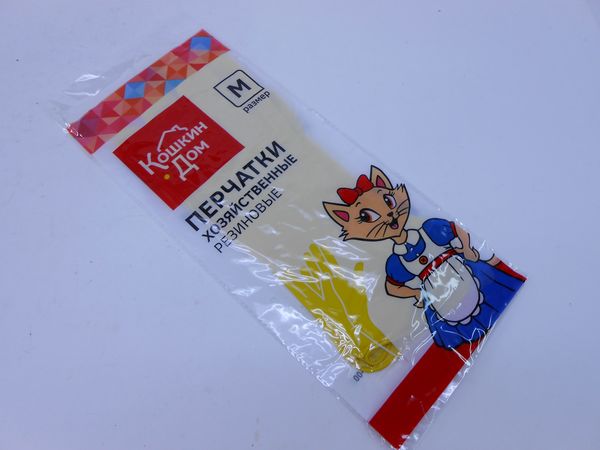 М
размер
Кошкин
Дом
ПЕРЧАТКИ
ХОЗЯЙСТВЕННЫЕ
РЕЗИНОВЫЕ